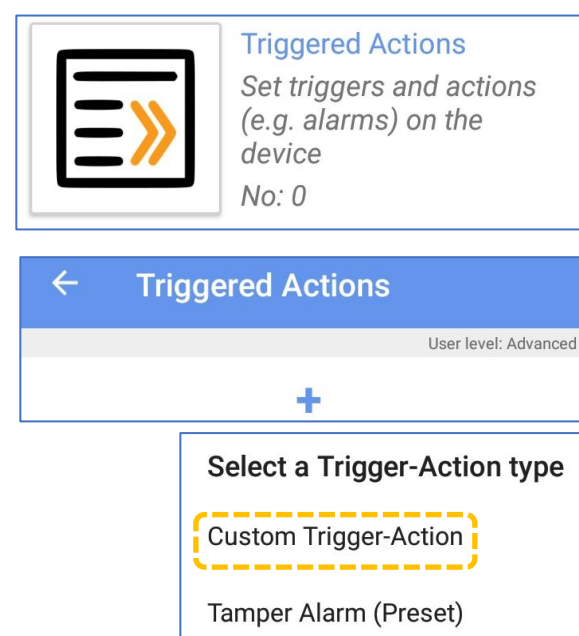 Triggered Actions
Set triggers and actions
(e.g. alarms) on the
device
No: 0
Triggered Actions
User level: Advanced
Select a Trigger-Action type
Custom Trigger-Action
Tamper Alarm (Preset)